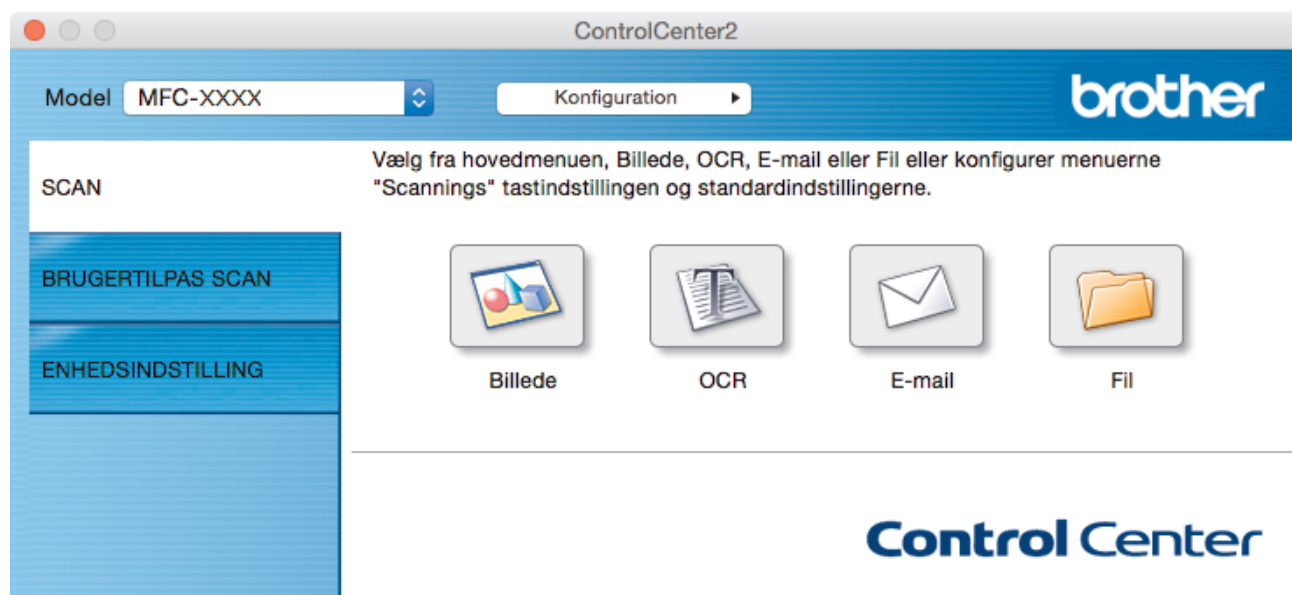 ControlCenter2
Model MFC-XXXX Konfiguration brother
SCAN
BRUGERTILPAS SCAN
ENHEDSINDSTILLING
Vælg fra hovedmenuen, Billede, OCR, E-mail eller Fil eller konfigurer menuerne
"Scannings" tastindstillingen og standardindstillingerne.
T
Billede OCR E-mail Fil
Control Center